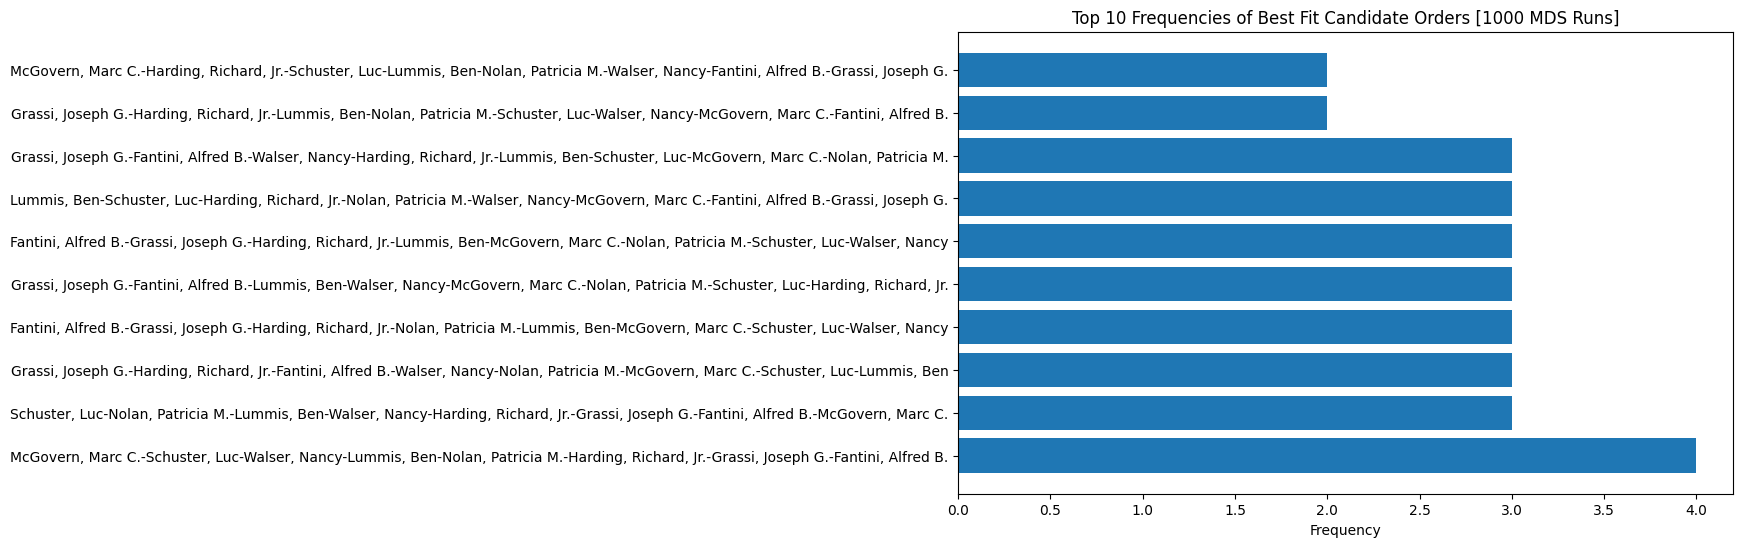 Top 10 Frequencies of Best Fit Candidate Orders [1000 MDS Runs]
McGovern, Marc C.-Harding, Richard, Jr.-Schuster, Luc-Lummis, Ben-Nolan, Patricia M.-Walser, Nancy-Fantini, Alfred B.-Grassi, Joseph G.
Grassi, Joseph G.-Harding, Richard, Jr.-Lummis, Ben-Nolan, Patricia M.-Schuster, Luc-Walser, Nancy-McGovern, Marc C.-Fantini, Alfred B.
Grassi, Joseph G.-Fantini, Alfred B.-Walser, Nancy-Harding, Richard, Jr.-Lummis, Ben-Schuster, Luc-McGovern, Marc C.-Nolan, Patricia M.
Lummis, Ben-Schuster, Luc-Harding, Richard, Jr.-Nolan, Patricia M.-Walser, Nancy-McGovern, Marc C.-Fantini, Alfred B.-Grassi, Joseph G.
Fantini, Alfred B.-Grassi, Joseph G.-Harding, Richard, Jr.-Lummis, Ben-McGovern, Marc C.-Nolan, Patricia M.-Schuster, Luc-Walser, Nancy
Grassi, Joseph G.-Fantini, Alfred B.-Lummis, Ben-Walser, Nancy-McGovern, Marc C.-Nolan, Patricia M.-Schuster, Luc-Harding, Richard, Jr.
Fantini, Alfred B.-Grassi, Joseph G.-Harding, Richard, Jr.-Nolan, Patricia M.-Lummis, Ben-McGovern, Marc C.-Schuster, Luc-Walser, Nancy
Grassi, Joseph G.-Harding, Richard, Jr.-Fantini, Alfred B.-Walser, Nancy-Nolan, Patricia M.-McGovern, Marc C.-Schuster, Luc-Lummis, Ben
Schuster, Luc-Nolan, Patricia M.-Lummis, Ben-Walser, Nancy-Harding, Richard, Jr.-Grassi, Joseph G.-Fantini, Alfred B.-McGovern, Marc C.
McGovern, Marc C.-Schuster, Luc-Walser, Nancy-Lummis, Ben-Nolan, Patricia M.-Harding, Richard, Jr.-Grassi, Joseph G.-Fantini, Alfred B.
0.0 0.5 1.0 1.5 2.0 2.5 3.0 3.5 4.0
Frequency